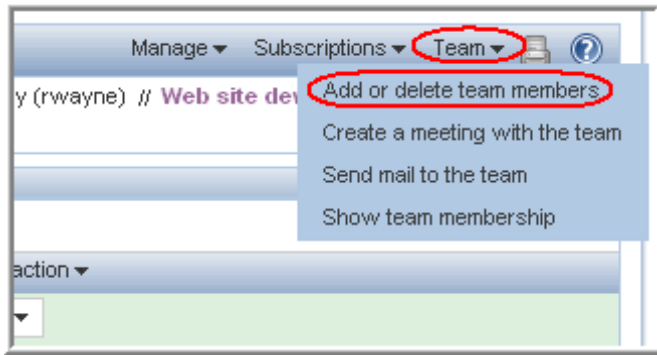 Manage Subscriptions Team
y (rwayne) // Web site dev
Add or delete team members
Create a meeting with the team
Send mail to the team
Show team membership
action